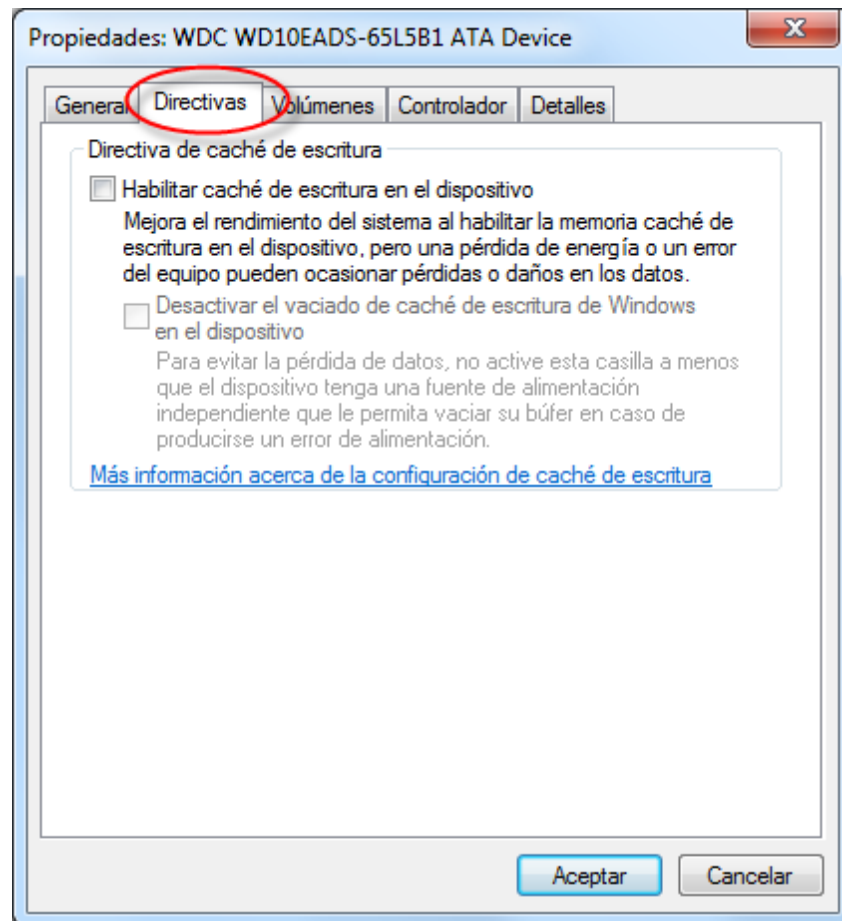 Propiedades: WDC WD10EADS-65L5B1 ATA Device
General Directivas Volúmenes Controlador Detalles
Directiva de caché de escritura
Habilitar caché de escritura en el dispositivo
Mejora el rendimiento del sistema al habilitar la memoria caché de
escritura en el dispositivo, pero una pérdida de energía o un error
del equipo pueden ocasionar pérdidas o daños en los datos.
Desactivar el vaciado de caché de escritura de Windows
en el dispositivo
Para evitar la pérdida de datos, no active esta casilla a menos
que el dispositivo tenga una fuente de alimentación
independiente que le permita vaciar su búfer en caso de
producirse un error de alimentación.
Más información acerca de la configuración de caché de escritura
Aceptar Cancelar